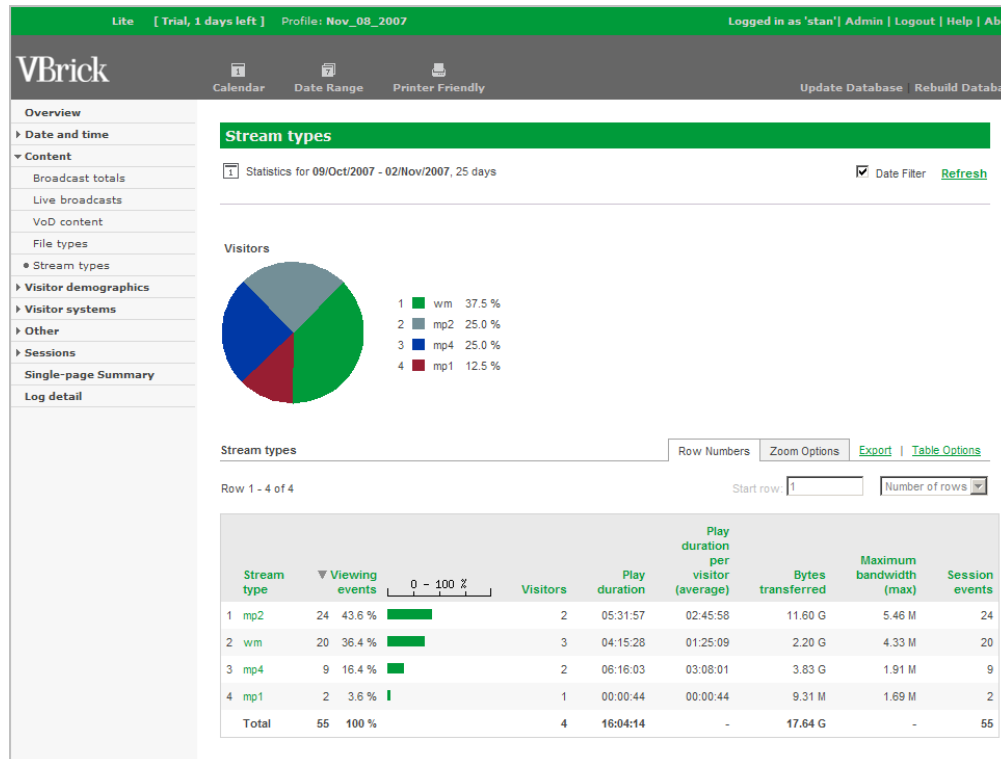 Lite [ Trial, 1 days left ] Profile: Nov_08_2007 Logged in as 'stan'| Admin | Logout | Help | Ab
VBrick
1 7
Calendar Date Range Printer Friendly Update Database Rebuild Databa
Overview
Date and time
Content
Broadcast totals
Live broadcasts
VoD content
File types
Stream types
Visitor demographics
Visitor systems
Other
Sessions
Single-page Summary
Log detail
Stream types
1 Statistics for 09/Oct/2007 - 02/Nov/2007, 25 days Date Filter Refresh
Visitors
1 wm 37.5 %
2 mp2 25.0 %
3 mp4 25.0 %
4 mp1 12.5 %
Stream types Row Numbers Zoom Options Export | Table Options
Row 1 - 4 of 4 Start row: 1 Number of rows
Stream type Viewing events 0 - 100 % Visitors Play duration Play duration per visitor (average) Bytes transferred Maximum bandwidth (max) Session events
1 mp2 24 43.6 % 2 05:31:57 02:45:58 11.60 G 5.46 M 24
2 wm 20 36.4 % 3 04:15:28 01:25:09 2.20 G 4.33 M 20
3 mp4 9 16.4 % 2 06:16:03 03:08:01 3.83 G 1.91 M 9
4 mp1 2 3.6 % 1 00:00:44 00:00:44 9.31 M 1.69 M 2
Total 55 100 % 4 16:04:14 - 17.64 G - 55